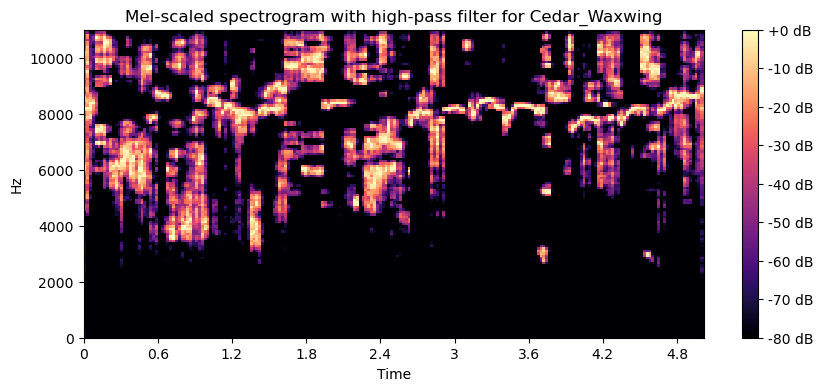 Mel-scaled spectrogram with high-pass filter for Cedar_Waxwing
Hz
10000
8000
6000
4000
2000
0
0 0.6 1.2 1.8 2.4 3 3.6 4.2 4.8
Time
+0 dB
-10 dB
-20 dB
-30 dB
-40 dB
-50 dB
-60 dB
-70 dB
-80 dB